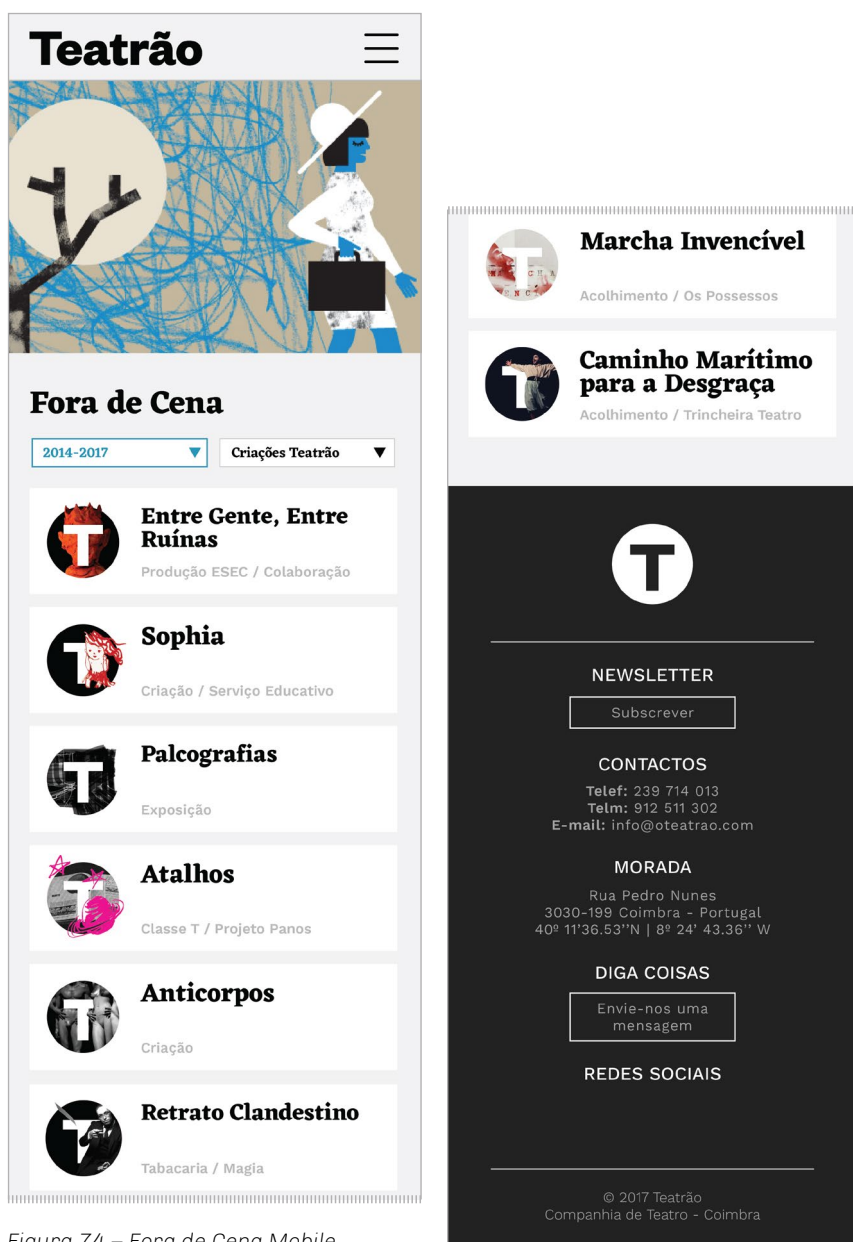 Teatrão
Fora de Cena
2014-2017
Criações Teatrão
T
Entre Gente, Entre
Ruínas
Produção ESEC / Colaboração
T
Sophia
Criação / Serviço Educativo
T
Palcografias
Exposição
T
Atalhos
Classe T / Projeto Panos
T
Anticorpos
Criação
T
Retrato Clandestino
Tabacaria / Magia
Figura 74 – Fora de Cena Mobile
T
Marcha Invencível
Acolhimento / Os Possessos
T
Caminho Marítimo
para a Desgraça
Acolhimento / Trincheira Teatro
T
NEWSLETTER
Subscrever
CONTACTOS
Telef: 239 714 013
Telm: 912 511 302
E-mail: info@oteatrao.com
MORADA
Rua Pedro Nunes
3030-199 Coimbra - Portugal
40º 11’36.53’’N | 8º 24’ 43.36’’ W
DIGA COISAS
Envie-nos uma
mensagem
REDES SOCIAIS
© 2017 Teatrão
Companhia de Teatro - Coimbra